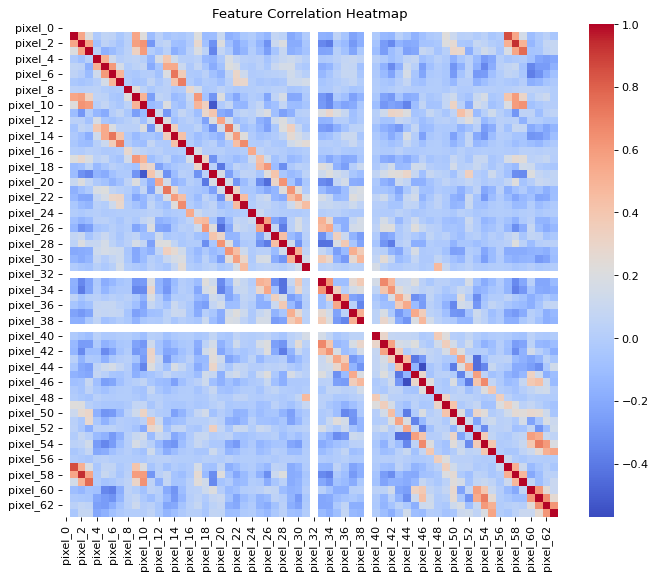 Feature Correlation Heatmap
pixel_0
pixel_2
pixel_4
pixel_6
pixel_8
pixel_10
pixel_12
pixel_14
pixel_16
pixel_18
pixel_20
pixel_22
pixel_24
pixel_26
pixel_28
pixel_30
pixel_32
pixel_34
pixel_36
pixel_38
pixel_40
pixel_42
pixel_44
pixel_46
pixel_48
pixel_50
pixel_52
pixel_54
pixel_56
pixel_58
pixel_60
pixel_62
pixel_0
pixel_2
pixel_4
pixel_6
pixel_8
pixel_10
pixel_12
pixel_14
pixel_16
pixel_18
pixel_20
pixel_22
pixel_24
pixel_26
pixel_28
pixel_30
pixel_32
pixel_34
pixel_36
pixel_38
pixel_40
pixel_42
pixel_44
pixel_46
pixel_48
pixel_50
pixel_52
pixel_54
pixel_56
pixel_58
pixel_60
pixel_62
1.0
0.8
0.6
0.4
0.2
0.0
−0.2
−0.4